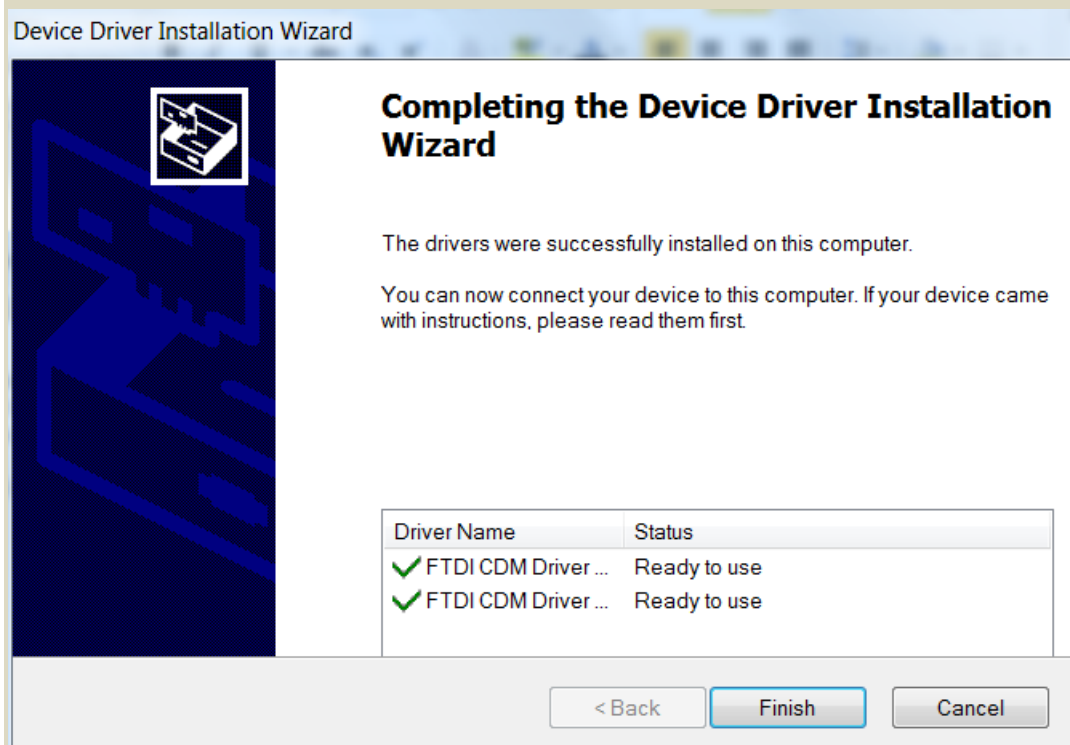 Device Driver Installation Wizard
Completing the Device Driver Installation
Wizard
The drivers were successfully installed on this computer.
You can now connect your device to this computer. If your device came
with instructions, please read them first.
Driver Name Status
FTDI CDM Driver ... Ready to use
FTDI CDM Driver ... Ready to use
< Back Finish Cancel